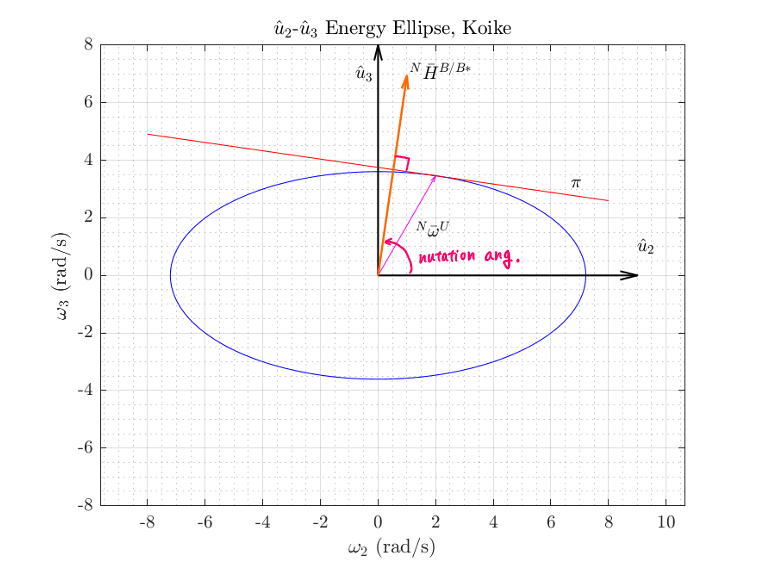 û₂-û₃ Energy Ellipse, Koike
8
6
4
2
0
-2
-4
-6
-8
ω₃ (rad/s)
û₃
ᴺH̄ᴮ/ᴮ*
π
ᴺω̄ᵁ
û₂
nutation ang.
-8 -6 -4 -2 0 2 4 6 8 10
ω₂ (rad/s)